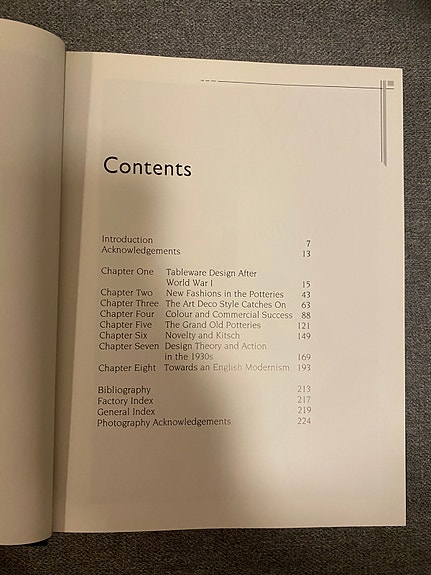 Contents
Introduction 7
Acknowledgements 13
Chapter One Tableware Design After
World War I 15
Chapter Two New Fashions in the Potteries 43
Chapter Three The Art Deco Style Catches On 63
Chapter Four Colour and Commercial Success 88
Chapter Five The Grand Old Potteries 121
Chapter Six Novelty and Kitsch 149
Chapter Seven Design Theory and Action
in the 1930s 169
Chapter Eight Towards an English Modernism 193
Bibliography 213
Factory Index 217
General Index 219
Photography Acknowledgements 224